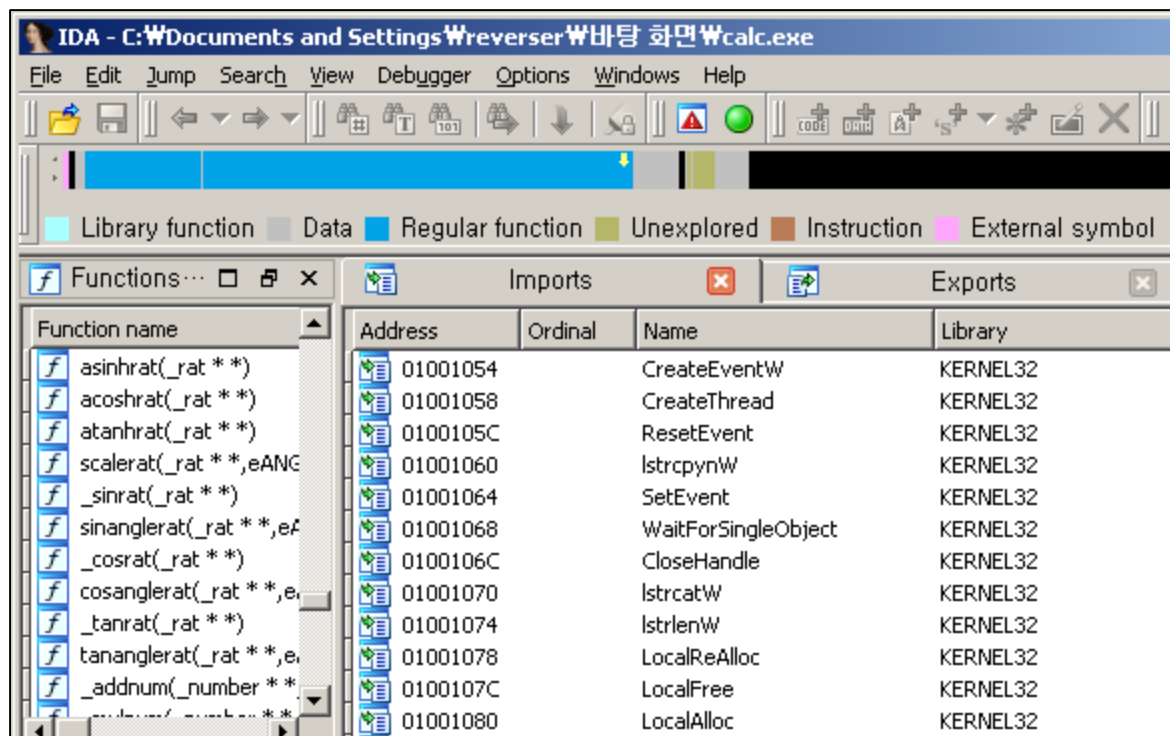 IDA - C:₩Documents and Settings₩reverser₩바탕 화면₩calc.exe
File Edit Jump Search View Debugger Options Windows Help
Library function Data Regular function Unexplored Instruction External symbol
Functions··· Imports Exports
Function name
asinhrat(_rat * *)
acoshrat(_rat * *)
atanhrat(_rat * *)
scalerat(_rat * *,eANG
_sinrat(_rat * *)
sinanglerat(_rat * *,eA
_cosrat(_rat * *)
cosanglerat(_rat * *,e
_tanrat(_rat * *)
tananglerat(_rat * *,e
_addnum(_number * *
Address Ordinal Name Library
01001054 CreateEventW KERNEL32
01001058 CreateThread KERNEL32
0100105C ResetEvent KERNEL32
01001060 lstrcpynW KERNEL32
01001064 SetEvent KERNEL32
01001068 WaitForSingleObject KERNEL32
0100106C CloseHandle KERNEL32
01001070 lstrcatW KERNEL32
01001074 lstrlenW KERNEL32
01001078 LocalReAlloc KERNEL32
0100107C LocalFree KERNEL32
01001080 LocalAlloc KERNEL32